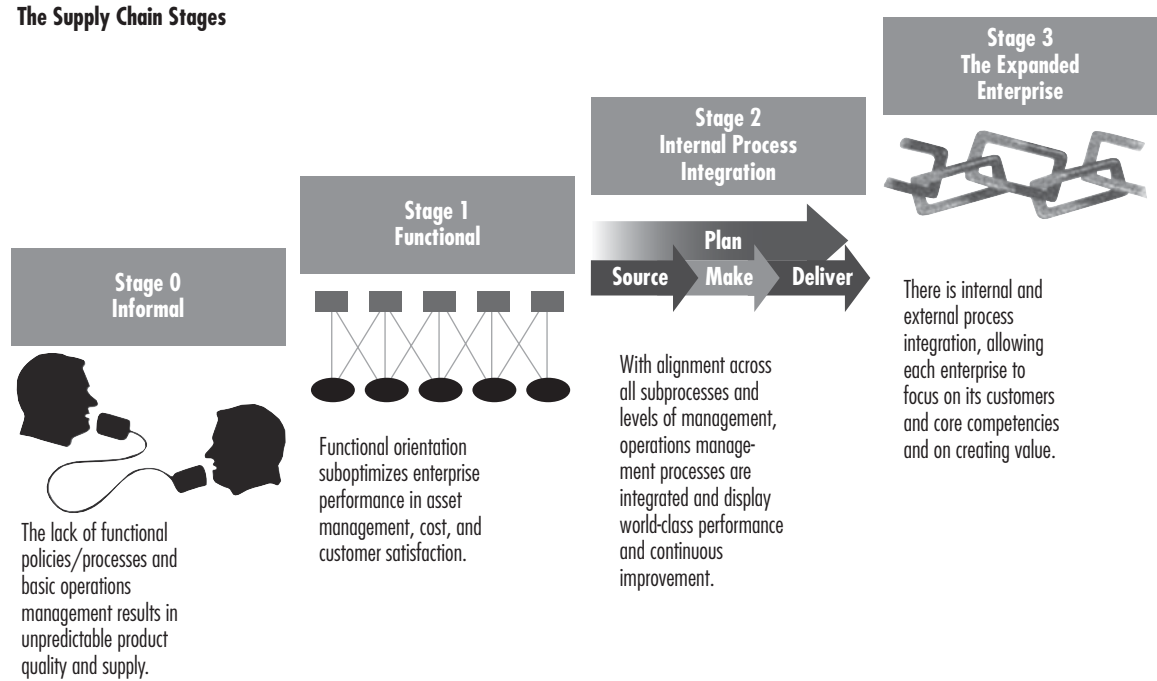 The Supply Chain Stages
Stage 0
Informal
The lack of functional
policies/processes and
basic operations
management results in
unpredictable product
quality and supply.
Stage 1
Functional
Functional orientation
suboptimizes enterprise
performance in asset
management, cost, and
customer satisfaction.
Stage 2
Internal Process
Integration
Plan
Source Make Deliver
With alignment across
all subprocesses and
levels of management,
operations manage-
ment processes are
integrated and display
world-class performance
and continuous
improvement.
Stage 3
The Expanded
Enterprise
There is internal and
external process
integration, allowing
each enterprise to
focus on its customers
and core competencies
and on creating value.